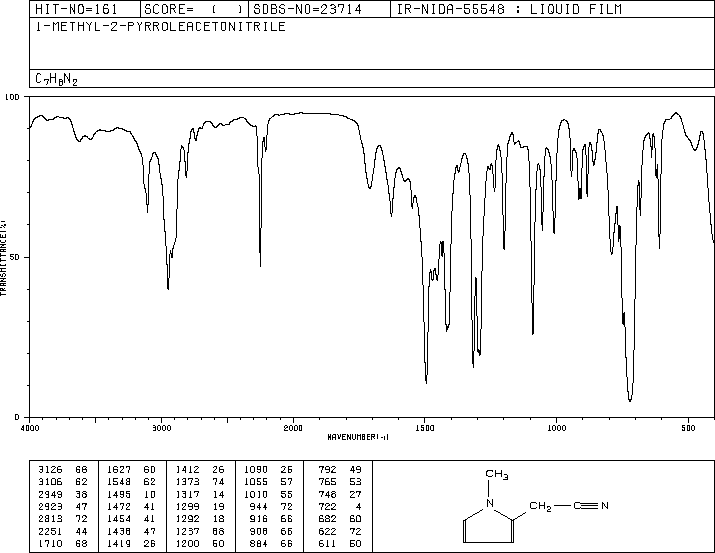 HIT-NO=161 SCORE= ( ) SDBS-NO=23714 IR-NIDA-55548 : LIQUID FILM
1-METHYL-2-PYRROLEACETONITRILE
C7H8N2
100
50
0
TRANSMITTANCE(%)
4000 3000 2000 1500 1000 500
WAVENUMBER(-1)
3126 68 1627 60 1412 26 1090 26 792 49
3106 62 1548 62 1373 74 1055 57 765 53
2949 38 1495 10 1317 14 1010 55 748 27
2923 47 1472 41 1299 19 944 72 722 4
2813 72 1454 41 1292 18 916 66 682 60
2251 44 1438 47 1237 68 908 66 622 72
1710 68 1419 26 1200 50 884 66 611 50
CH3
N
CH2 C N